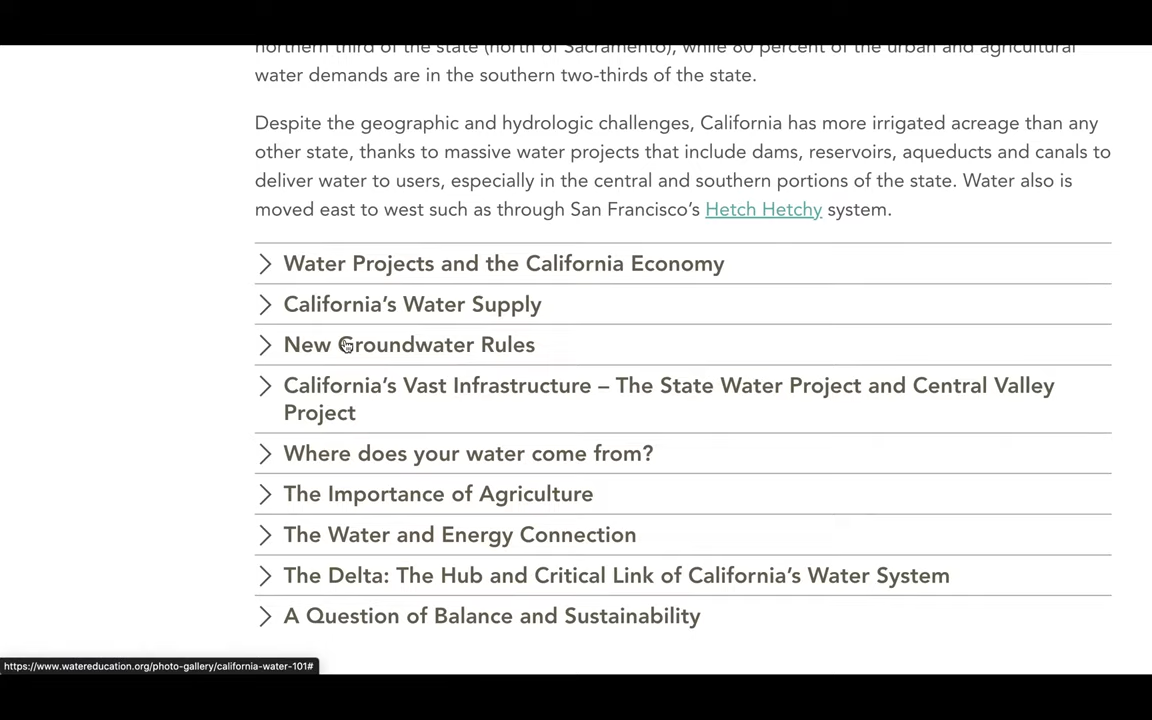 northern third of the state (north of Sacramento), while 80 percent of the urban and agricultural
water demands are in the southern two-thirds of the state.
Despite the geographic and hydrologic challenges, California has more irrigated acreage than any
other state, thanks to massive water projects that include dams, reservoirs, aqueducts and canals to
deliver water to users, especially in the central and southern portions of the state. Water also is
moved east to west such as through San Francisco’s Hetch Hetchy system.
Water Projects and the California Economy
California’s Water Supply
New Groundwater Rules
California’s Vast Infrastructure – The State Water Project and Central Valley
Project
Where does your water come from?
The Importance of Agriculture
The Water and Energy Connection
The Delta: The Hub and Critical Link of California’s Water System
A Question of Balance and Sustainability
https://www.watereducation.org/photo-gallery/california-water-101#